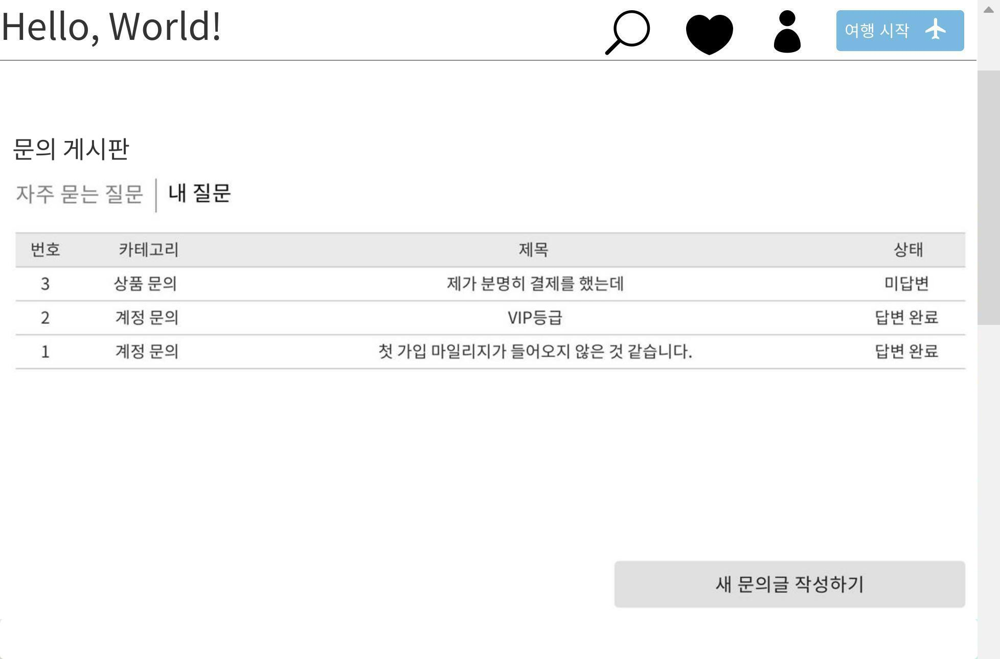 Hello, World!
여행 시작
문의 게시판
자주 묻는 질문 내 질문
번호 카테고리 제목 상태
3 상품 문의 제가 분명히 결제를 했는데 미답변
2 계정 문의 VIP등급 답변 완료
1 계정 문의 첫 가입 마일리지가 들어오지 않은 것 같습니다. 답변 완료
새 문의글 작성하기